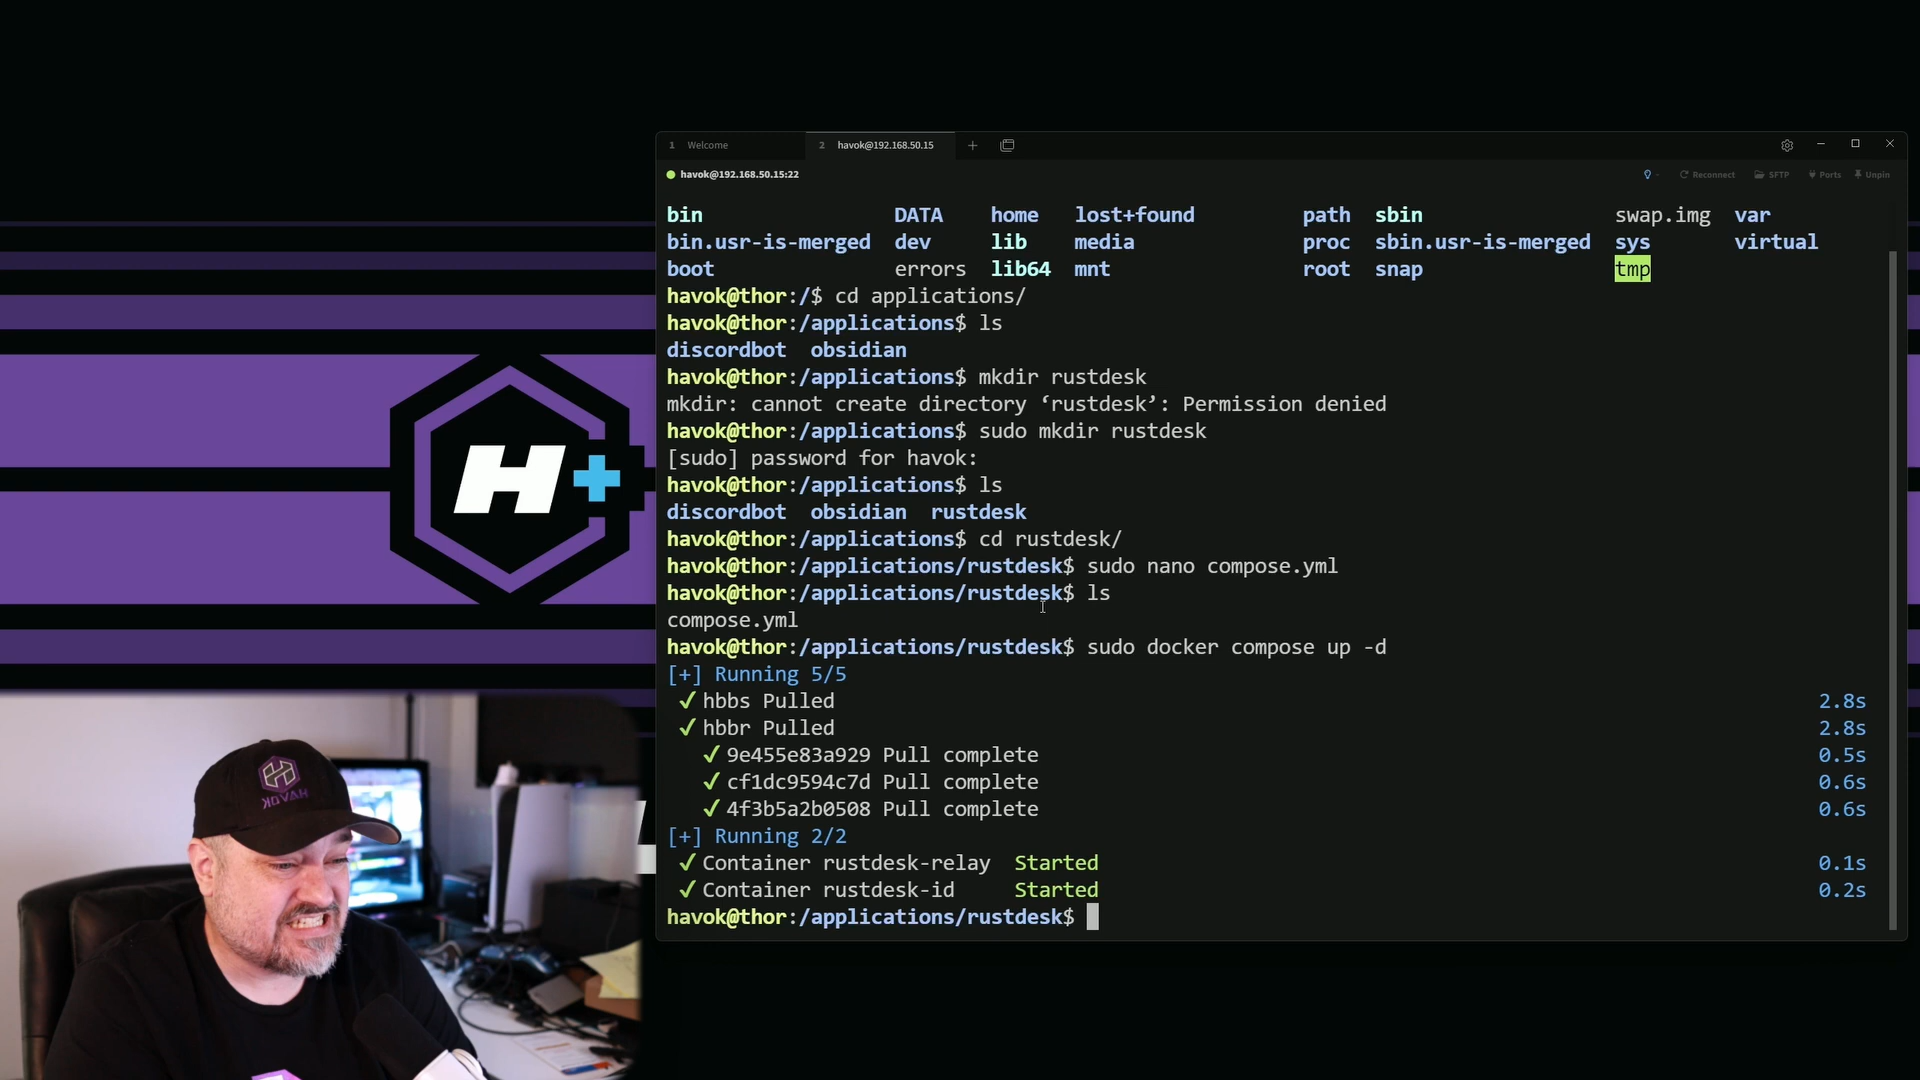 1 Welcome 2 havok@192.168.50.15
havok@192.168.50.15:22 Reconnect SFTP Ports Unpin
bin DATA home lost+found path sbin swap.img var
bin.usr-is-merged dev lib media proc sbin.usr-is-merged sys virtual
boot errors lib64 mnt root snap tmp
havok@thor:/$ cd applications/
havok@thor:/applications$ ls
discordbot obsidian
havok@thor:/applications$ mkdir rustdesk
mkdir: cannot create directory ‘rustdesk’: Permission denied
havok@thor:/applications$ sudo mkdir rustdesk
[sudo] password for havok:
havok@thor:/applications$ ls
discordbot obsidian rustdesk
havok@thor:/applications$ cd rustdesk/
havok@thor:/applications/rustdesk$ sudo nano compose.yml
havok@thor:/applications/rustdesk$ ls
compose.yml
havok@thor:/applications/rustdesk$ sudo docker compose up -d
[+] Running 5/5
✓ hbbs Pulled 2.8s
✓ hbbr Pulled 2.8s
✓ 9e455e83a929 Pull complete 0.5s
✓ cf1dc9594c7d Pull complete 0.6s
✓ 4f3b5a2b0508 Pull complete 0.6s
[+] Running 2/2
✓ Container rustdesk-relay Started 0.1s
✓ Container rustdesk-id Started 0.2s
havok@thor:/applications/rustdesk$
H+
HAVOK